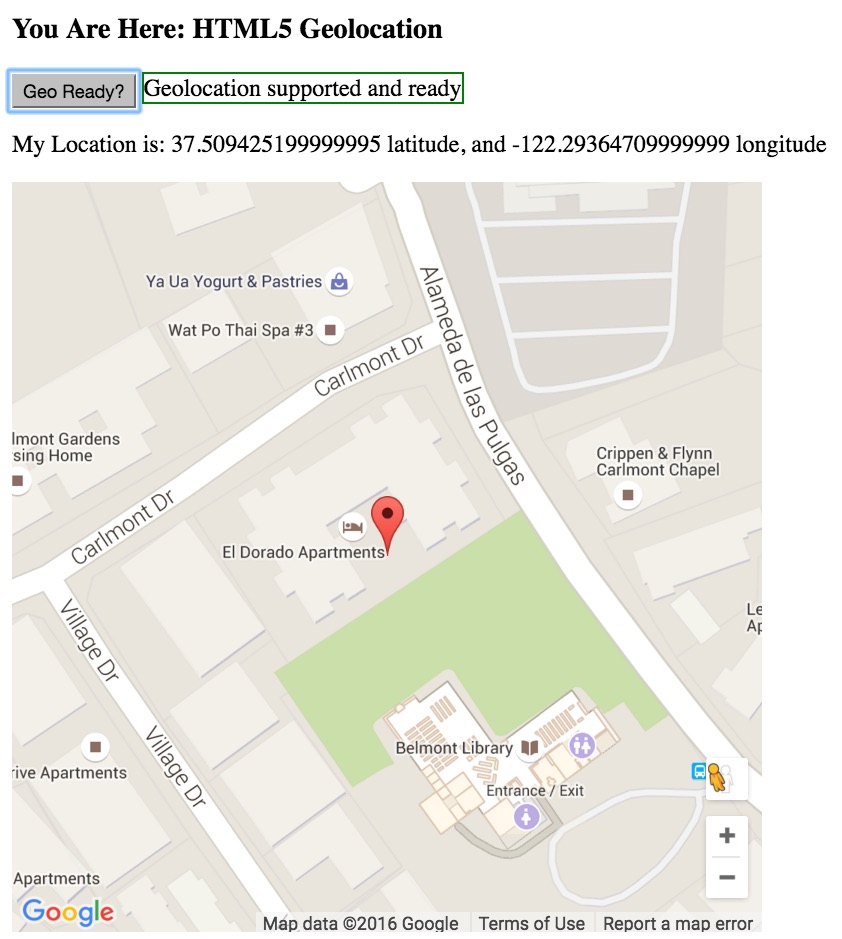 You Are Here: HTML5 Geolocation
Geo Ready? Geolocation supported and ready
My Location is: 37.509425199999995 latitude, and -122.29364709999999 longitude
Ya Ua Yogurt & Pastries
Wat Po Thai Spa #3
Carlmont Dr
Alameda de las Pulgas
lmont Gardens
sing Home
Crippen & Flynn
Carlmont Chapel
Carlmont Dr
El Dorado Apartments
Village Dr
Le
Ap
Village Dr
Belmont Library
rive Apartments
Entrance / Exit
Apartments
Google
Map data ©2016 Google Terms of Use Report a map error